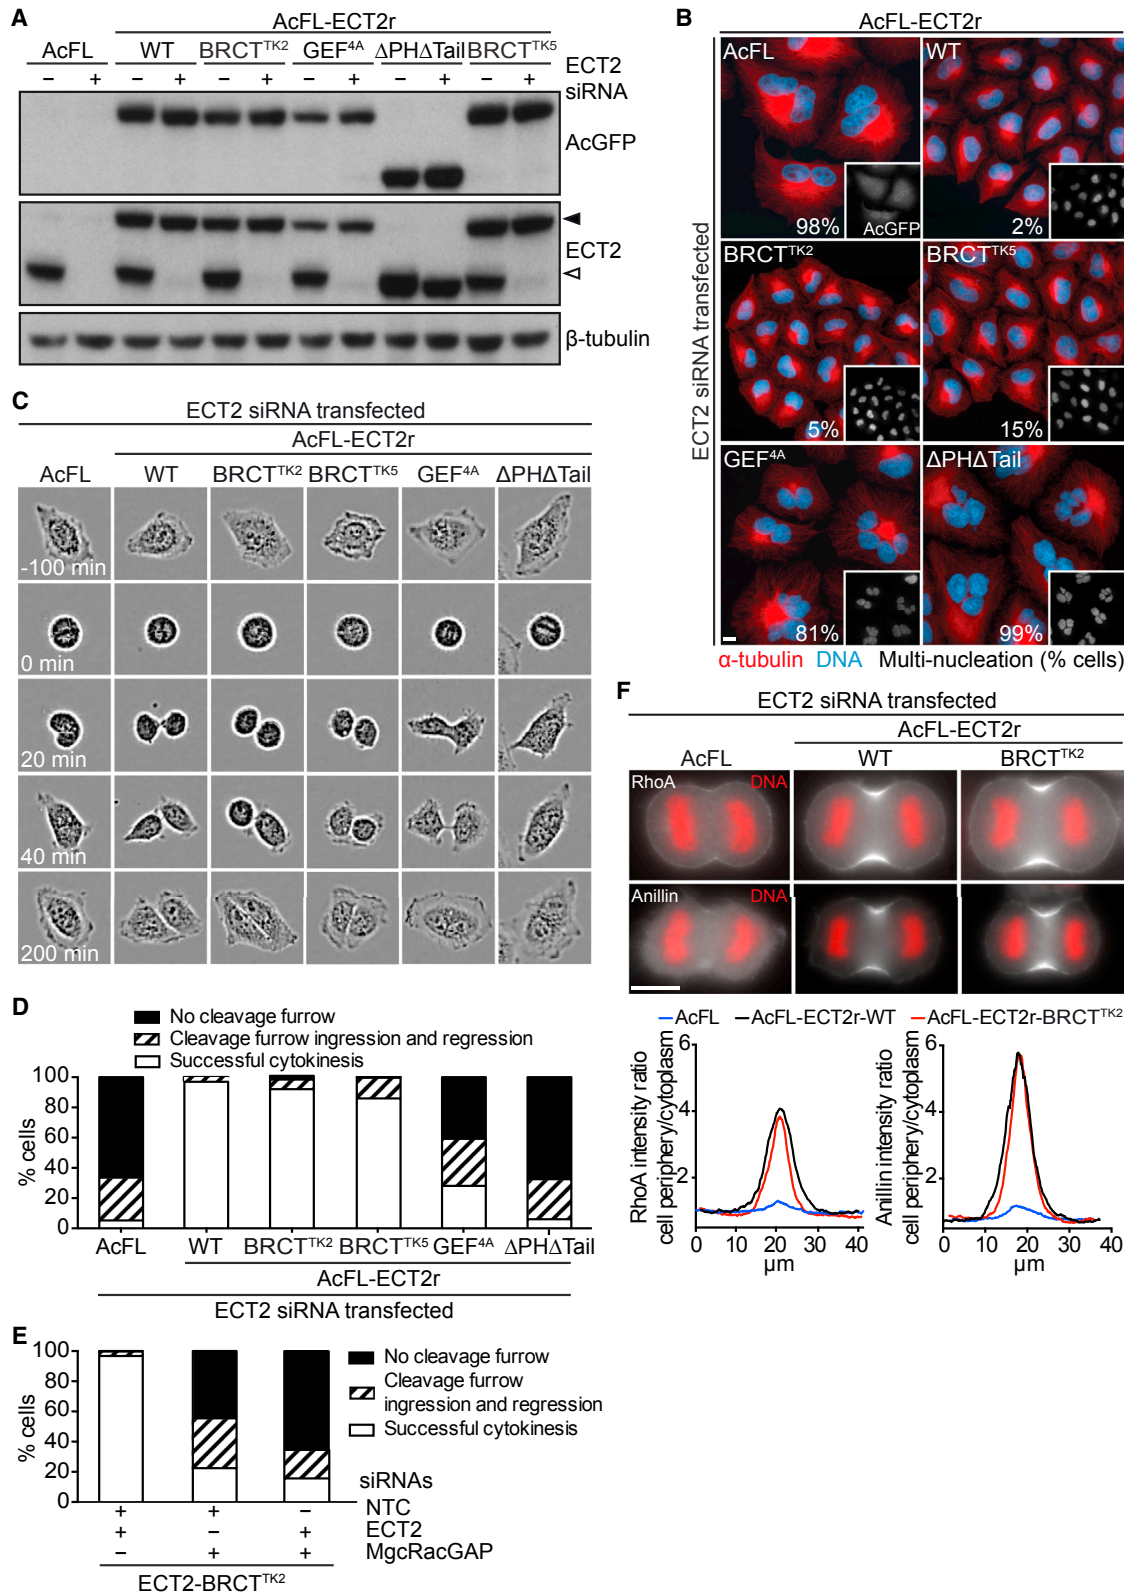 A
AcFL-ECT2r
AcFL WT BRCT^TK2 GEF^4A ΔPHΔTail BRCT^TK5
– + – + – + – + – + – + ECT2 siRNA
AcGFP
ECT2
β-tubulin
B
AcFL-ECT2r
ECT2 siRNA transfected
AcFL WT
AcGFP
98% 2%
BRCT^TK2 BRCT^TK5
5% 15%
GEF^4A ΔPHΔTail
81% 99%
α-tubulin DNA Multi-nucleation (% cells)
C
ECT2 siRNA transfected
AcFL-ECT2r
AcFL WT BRCT^TK2 BRCT^TK5 GEF^4A ΔPHΔTail
-100 min
0 min
20 min
40 min
200 min
D
No cleavage furrow
Cleavage furrow ingression and regression
Successful cytokinesis
% cells
100
80
60
40
20
0
AcFL WT BRCT^TK2 BRCT^TK5 GEF^4A ΔPHΔTail
AcFL-ECT2r
ECT2 siRNA transfected
E
% cells
100
80
60
40
20
0
No cleavage furrow
Cleavage furrow
ingression and regression
Successful cytokinesis
siRNAs
+ + – NTC
+ – + ECT2
– + + MgcRacGAP
ECT2-BRCT^TK2
F
ECT2 siRNA transfected
AcFL-ECT2r
AcFL WT BRCT^TK2
RhoA DNA
Anillin DNA
AcFL AcFL-ECT2r-WT AcFL-ECT2r-BRCT^TK2
RhoA intensity ratio
cell periphery/cytoplasm
6
4
2
0 10 20 30 40
µm
Anillin intensity ratio
cell periphery/cytoplasm
6
4
2
0 10 20 30 40
µm